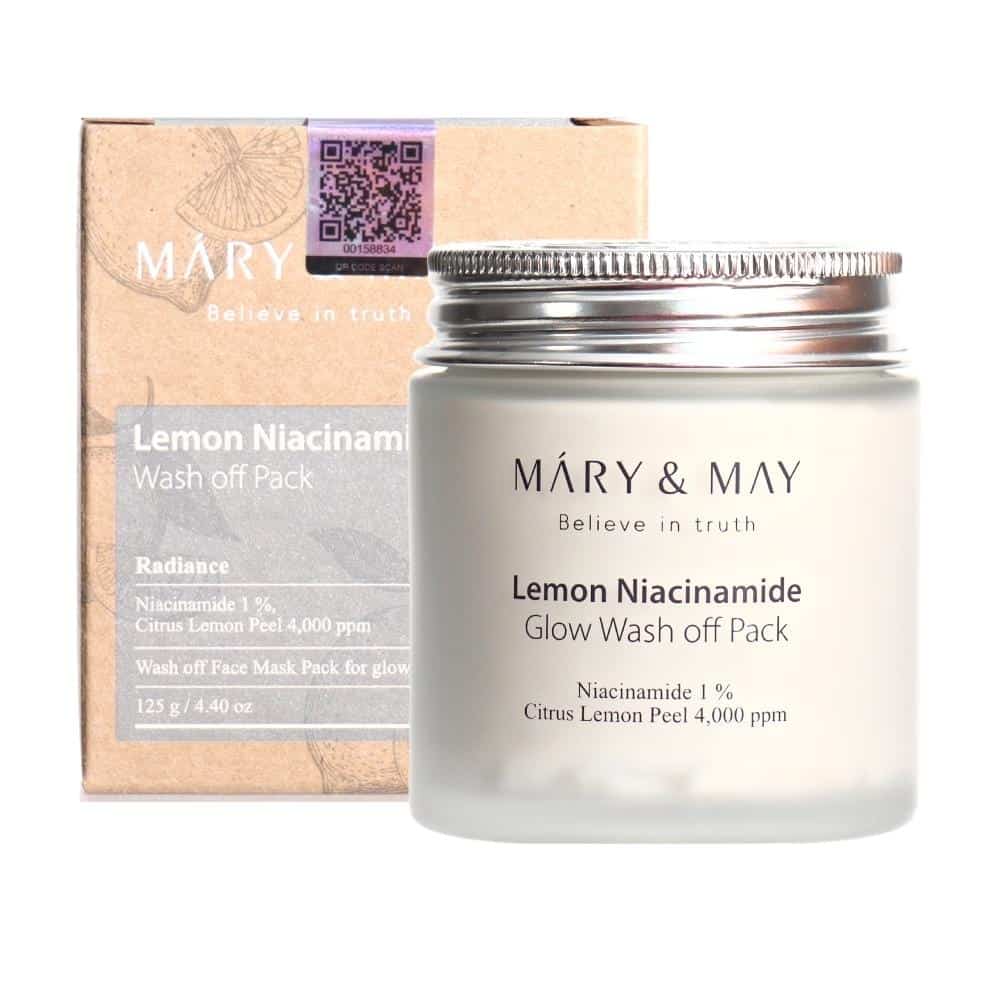 00158834
QR CODE SCAN
MÁRY
Believe in truth
Lemon Niacinami
Wash off Pack
Radiance
Niacinamide 1 %,
Citrus Lemon Peel 4,000 ppm
Wash off Face Mask Pack for glow
125 g / 4.40 oz
MÁRY & MAY
Believe in truth
Lemon Niacinamide
Glow Wash off Pack
Niacinamide 1 %
Citrus Lemon Peel 4,000 ppm